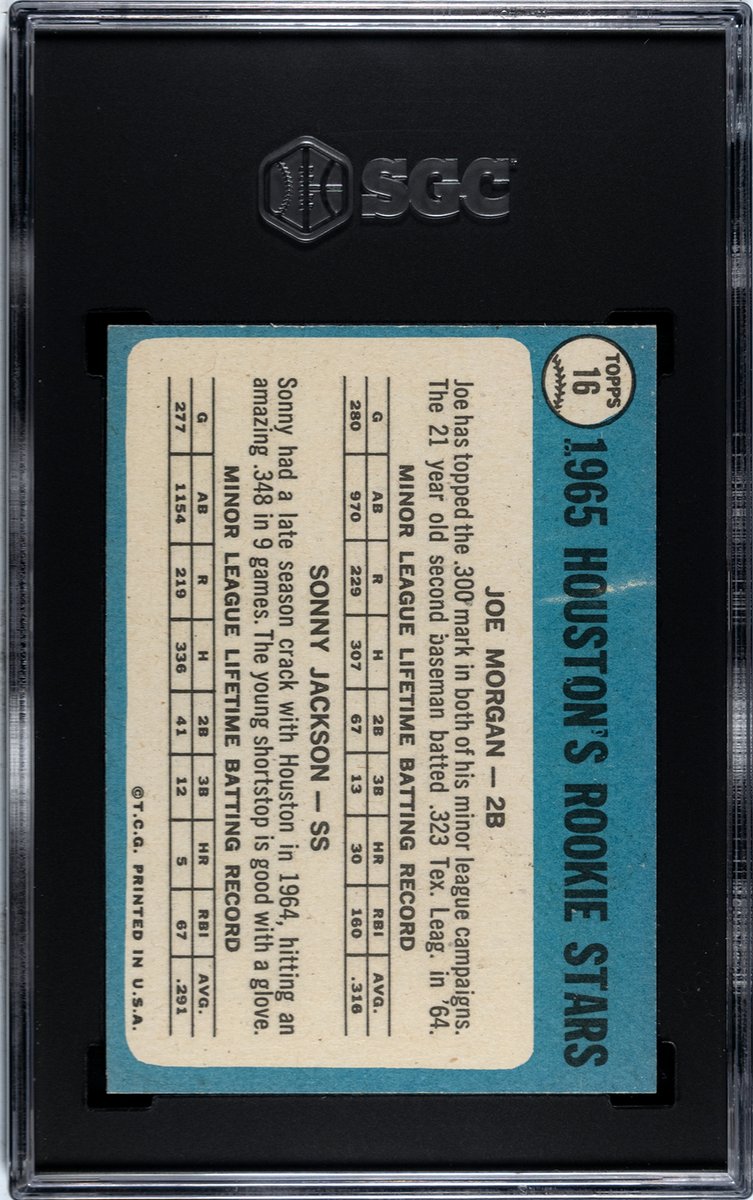 SGC
TOPPS
16
1965 HOUSTON'S ROOKIE STARS
JOE MORGAN — 2B
Joe has topped the .300 mark in both of his minor league campaigns.
The 21 year old second baseman batted .323 Tex. Leag. in '64.
MINOR LEAGUE LIFETIME BATTING RECORD
G AB R H 2B 3B HR RBI AVG.
280 970 229 307 67 13 30 160 .316
SONNY JACKSON — SS
Sonny had a late season crack with Houston in 1964, hitting an
amazing .348 in 9 games. The young shortstop is good with a glove.
MINOR LEAGUE LIFETIME BATTING RECORD
G AB R H 2B 3B HR RBI AVG.
277 1154 219 336 41 12 5 67 .291
©T.C.G. PRINTED IN U.S.A.